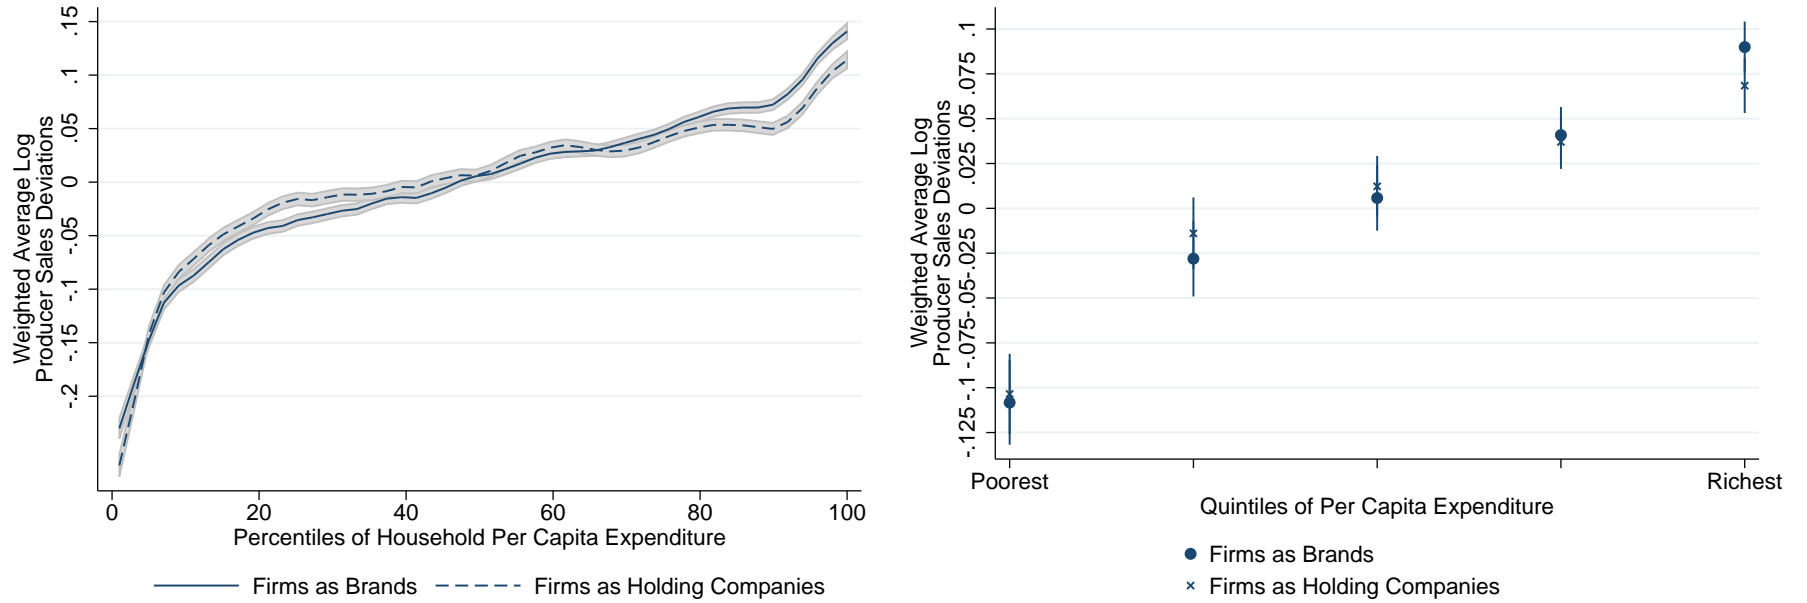 Weighted Average Log
Producer Sales Deviations
.15
.1
.05
0
-.05
-.1
-.15
-.2
0 20 40 60 80 100
Percentiles of Household Per Capita Expenditure
Firms as Brands Firms as Holding Companies
Weighted Average Log
Producer Sales Deviations
.1
.075
.05
.025
0
-.025
-.05
-.075
-.1
-.125
Poorest Richest
Quintiles of Per Capita Expenditure
Firms as Brands
Firms as Holding Companies